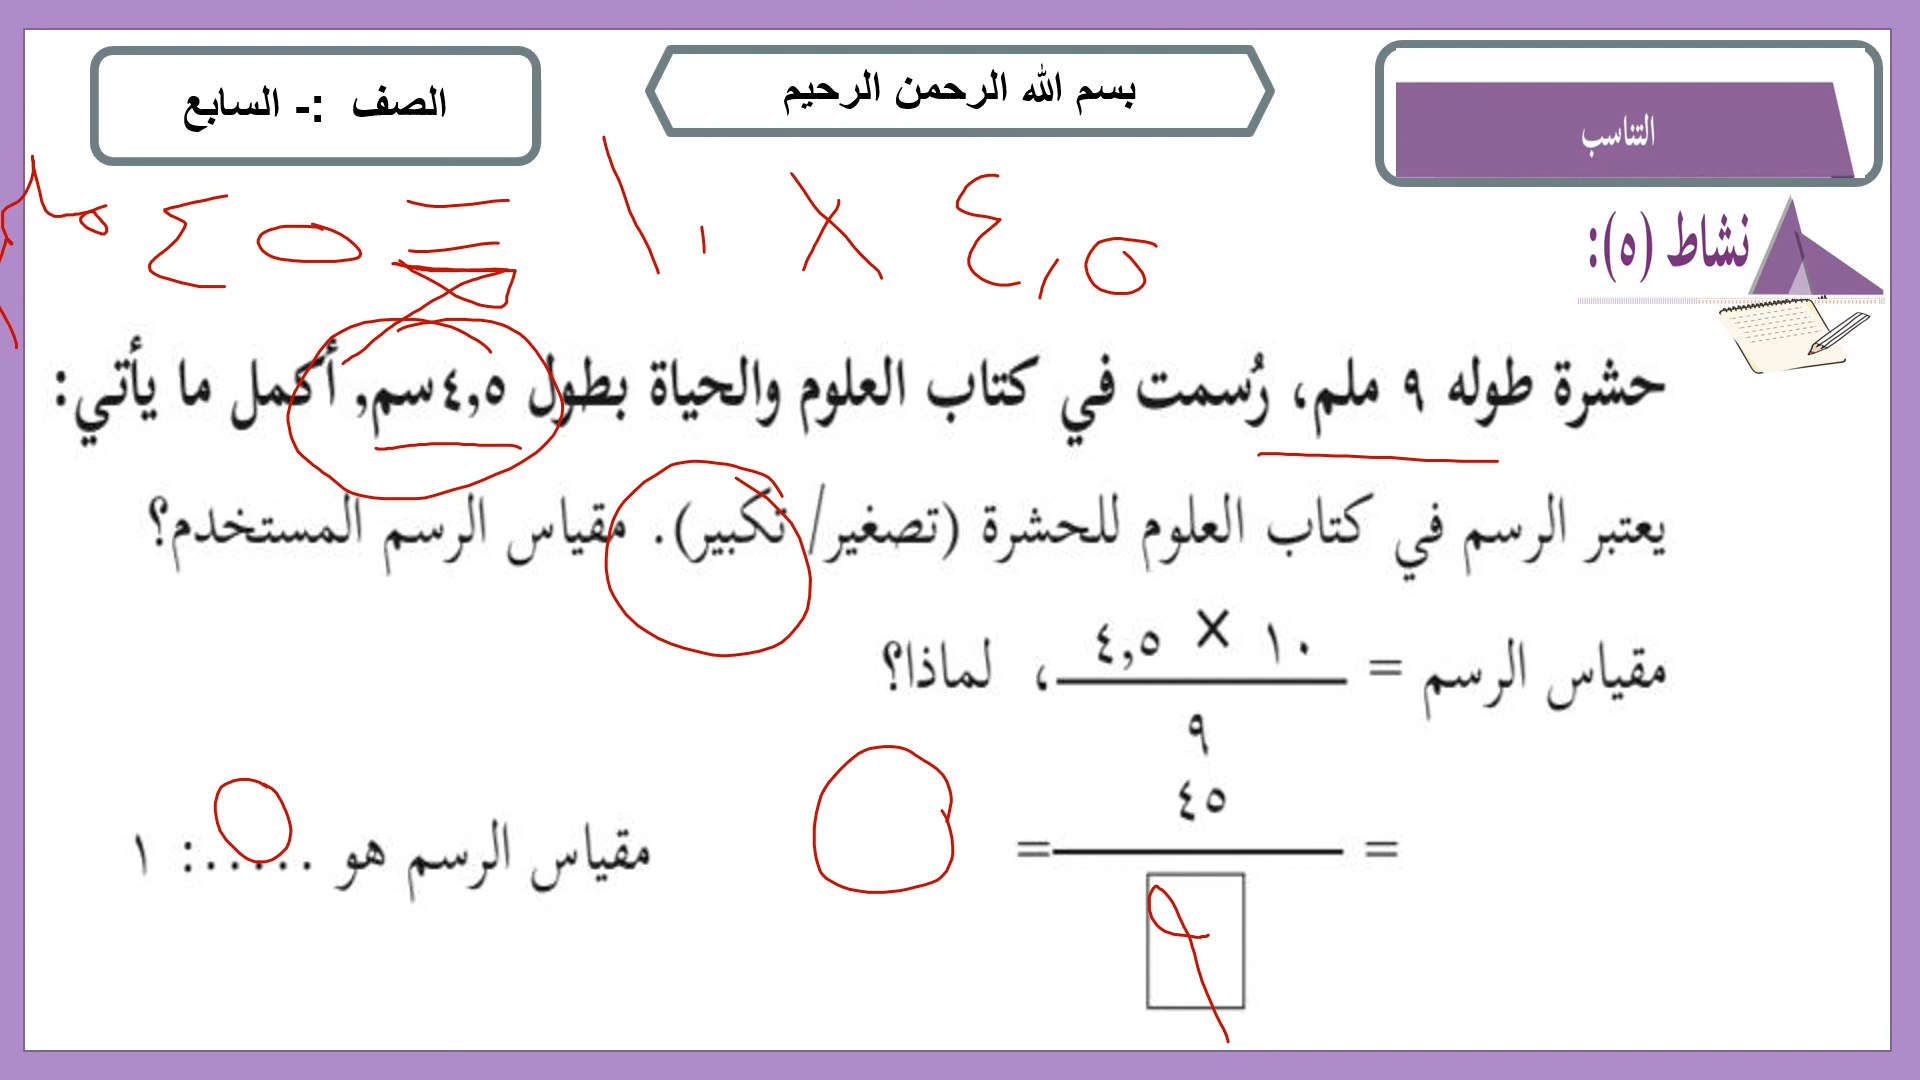 بسم الله الرحمن الرحيم
الصف :- السابع
التناسب
نشاط (٥):
٤,٥ × ١٠ = ٤٥
حشرة طوله ٩ ملم، رُسمت في كتاب العلوم والحياة بطول ٤,٥سم, أكمل ما يأتي:
يعتبر الرسم في كتاب العلوم للحشرة (تصغير/ تكبير). مقياس الرسم المستخدم؟
مقياس الرسم = ١٠ × ٤,٥ / ٩ ، لماذا؟
= ٤٥ / ٩ = ٥
مقياس الرسم هو ..٥...: ١